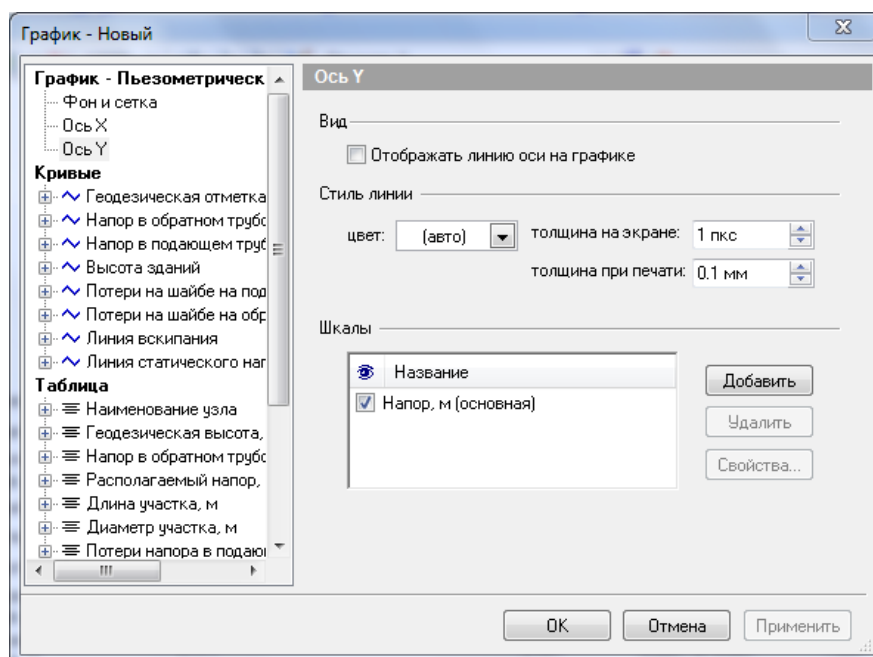 График - Новый
График - Пьезометрическ
Фон и сетка
Ось X
Ось Y
Кривые
Геодезическая отметка
Напор в обратном трубо
Напор в подающем труб
Высота зданий
Потери на шайбе на под
Потери на шайбе на обр
Линия вскипания
Линия статического нап
Таблица
Наименование узла
Геодезическая высота,
Напор в обратном трубо
Располагаемый напор,
Длина участка, м
Диаметр участка, м
Потери напора в подаю
Ось Y
Вид
Отображать линию оси на графике
Стиль линии
цвет: (авто) толщина на экране: 1 пкс
толщина при печати: 0.1 мм
Шкалы
Название
Напор, м (основная)
Добавить
Удалить
Свойства...
ОК Отмена Применить